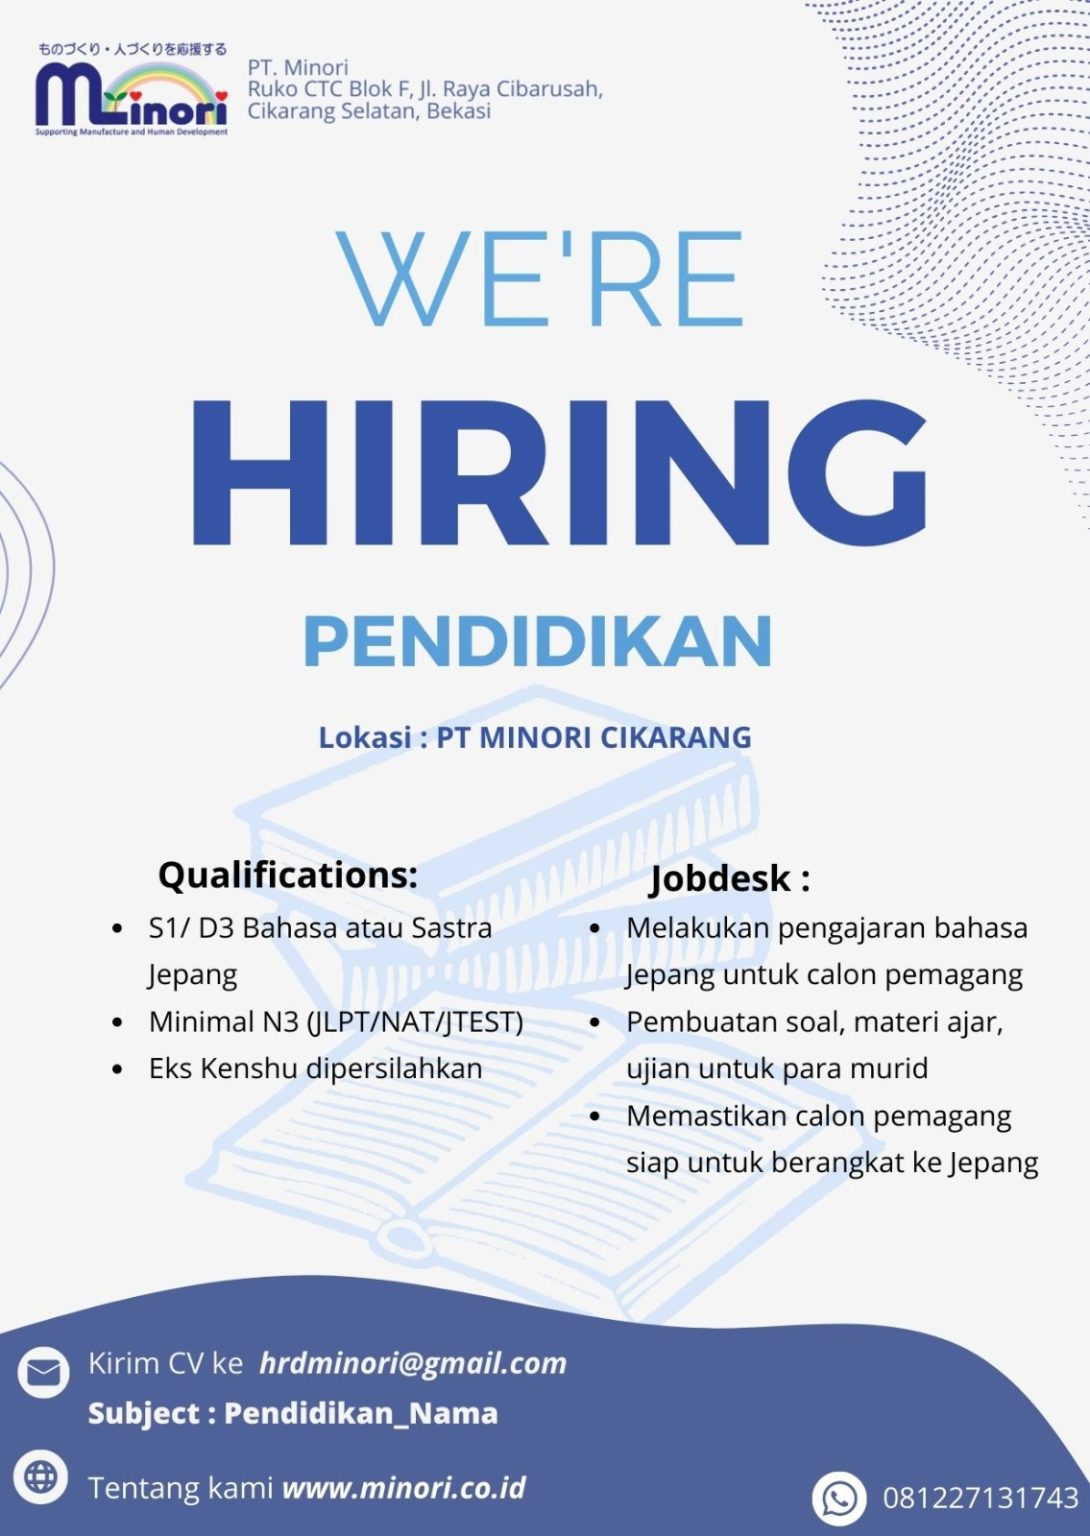 ものづくり・人づくりを応援する
Minori
Supporting Manufacture and Human Development
PT. Minori
Ruko CTC Blok F, Jl. Raya Cibarusah,
Cikarang Selatan, Bekasi
WE'RE
HIRING
PENDIDIKAN
Lokasi : PT MINORI CIKARANG
Qualifications:
• S1/ D3 Bahasa atau Sastra
Jepang
• Minimal N3 (JLPT/NAT/JTEST)
• Eks Kenshu dipersilahkan
Jobdesk :
• Melakukan pengajaran bahasa
Jepang untuk calon pemagang
• Pembuatan soal, materi ajar,
ujian untuk para murid
• Memastikan calon pemagang
siap untuk berangkat ke Jepang
Kirim CV ke hrdminori@gmail.com
Subject : Pendidikan_Nama
Tentang kami www.minori.co.id
081227131743